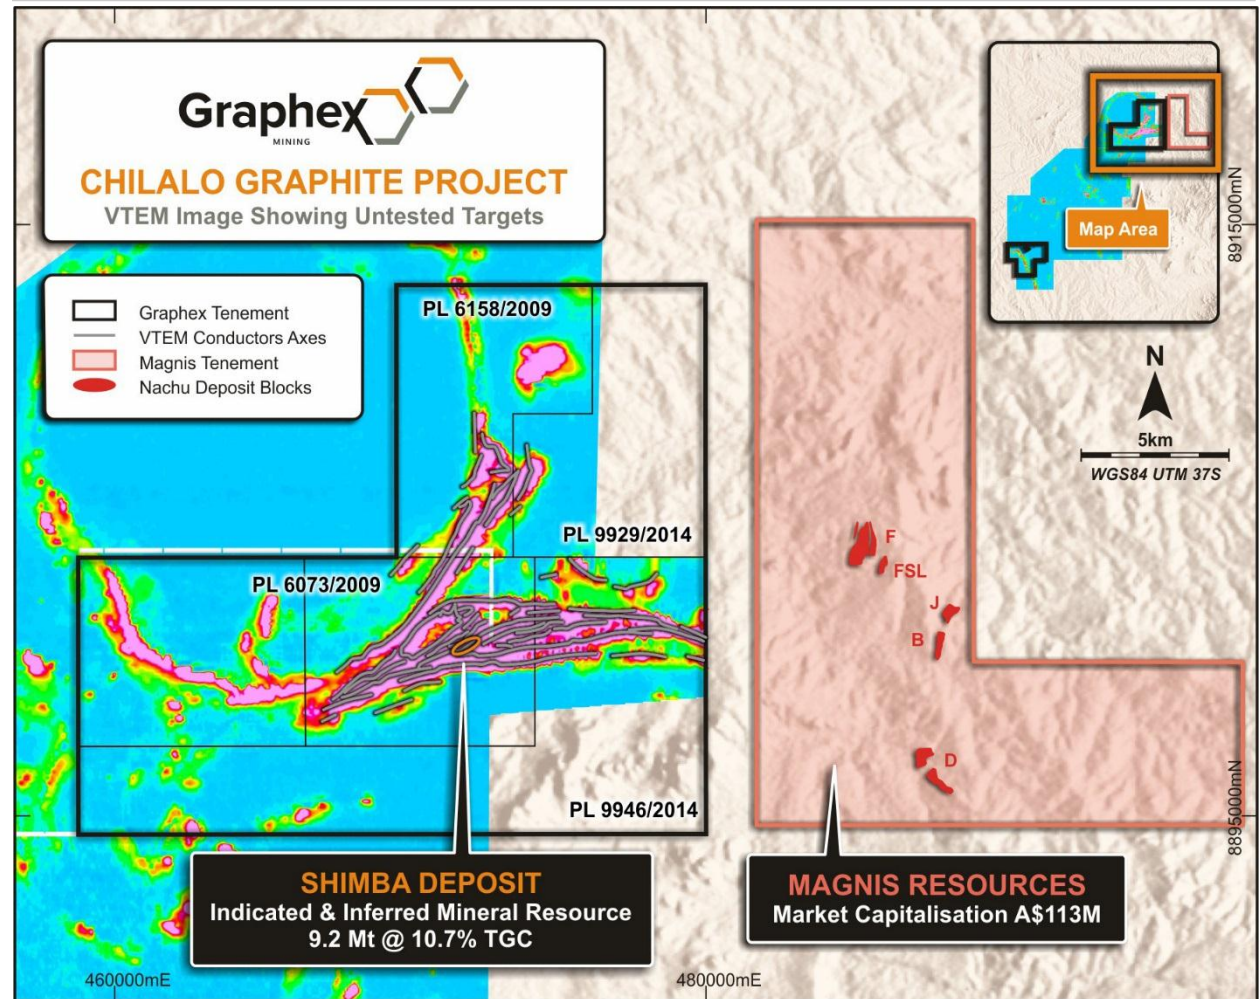 Graphex
MINING
CHILALO GRAPHITE PROJECT
VTEM Image Showing Untested Targets
Graphex Tenement
VTEM Conductors Axes
Magnis Tenement
Nachu Deposit Blocks
Map Area
8915000mN
N
5km
WGS84 UTM 37S
PL 6158/2009
PL 9929/2014
PL 6073/2009
PL 9946/2014
F
FSL
J
B
D
8895000mN
SHIMBA DEPOSIT
Indicated & Inferred Mineral Resource
9.2 Mt @ 10.7% TGC
MAGNIS RESOURCES
Market Capitalisation A$113M
460000mE
480000mE